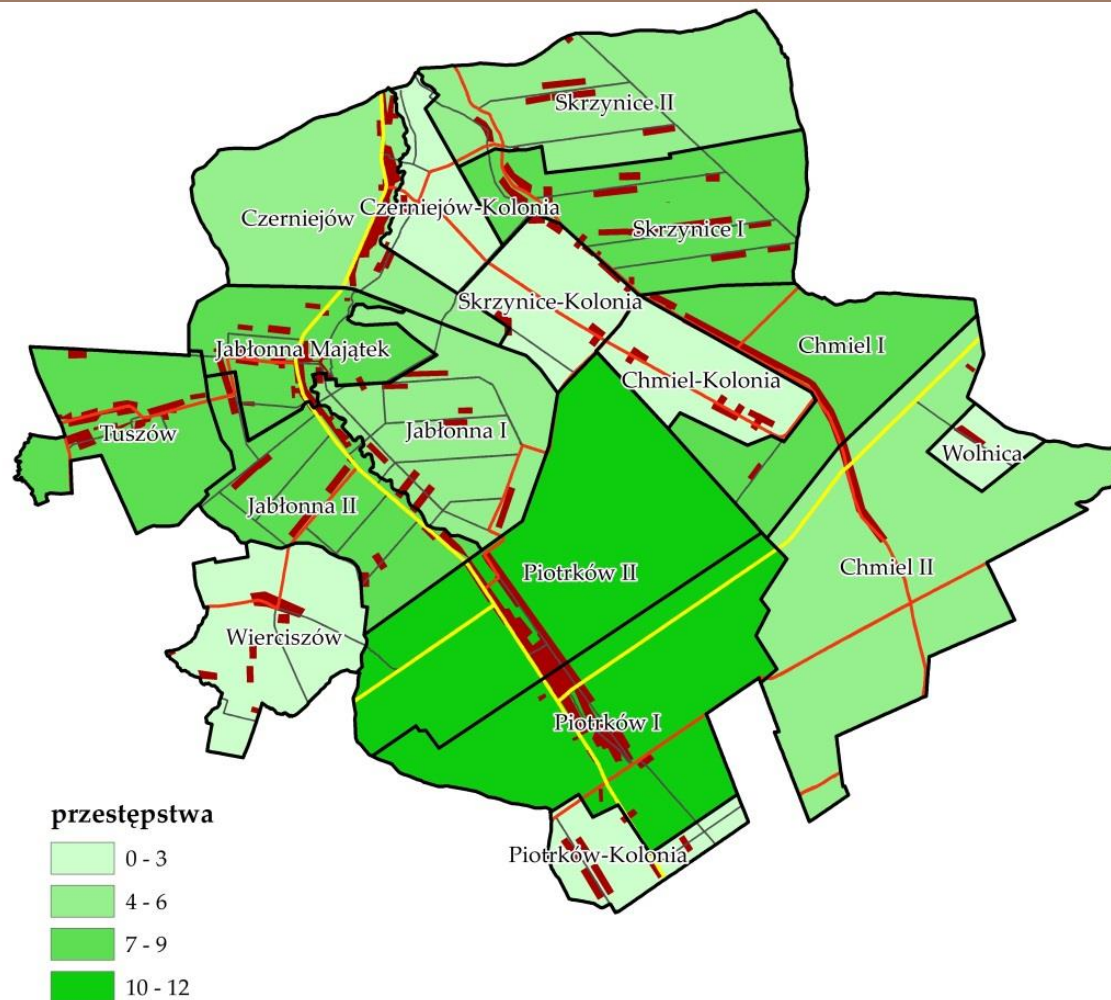 Skrzynice II
Czerniejów
Czerniejów-Kolonia
Skrzynice I
Skrzynice-Kolonia
Jabłonna Majątek
Chmiel I
Chmiel-Kolonia
Tuszów
Jabłonna I
Wolnica
Jabłonna II
Piotrków II
Chmiel II
Wierciszów
Piotrków I
Piotrków-Kolonia
przestępstwa
0 - 3
4 - 6
7 - 9
10 - 12